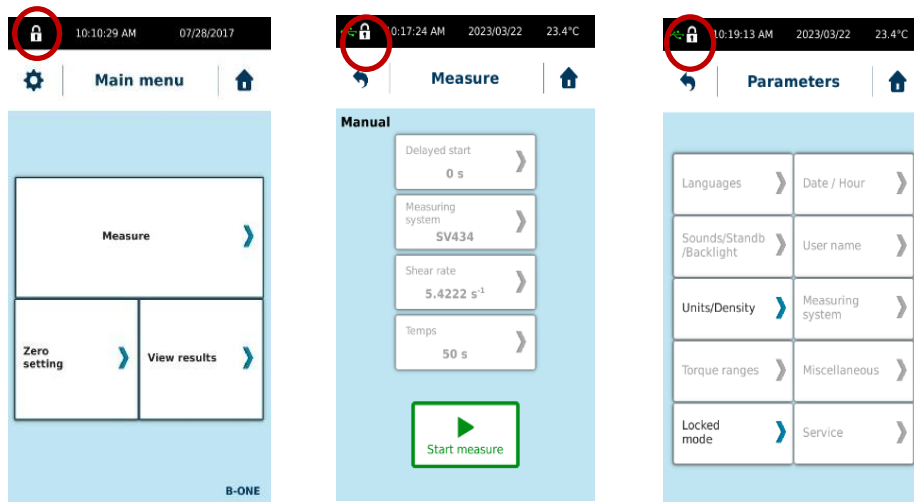 10:10:29 AM 07/28/2017
Main menu
Measure
Zero
setting
View results
B-ONE
0:17:24 AM 2023/03/22 23.4°C
Measure
Manual
Delayed start
0 s
Measuring
system
SV434
Shear rate
5.4222 s⁻¹
Temps
50 s
Start measure
10:19:13 AM 2023/03/22 23.4°C
Parameters
Languages
Date / Hour
Sounds/Standb
/Backlight
User name
Units/Density
Measuring
system
Torque ranges
Miscellaneous
Locked
mode
Service